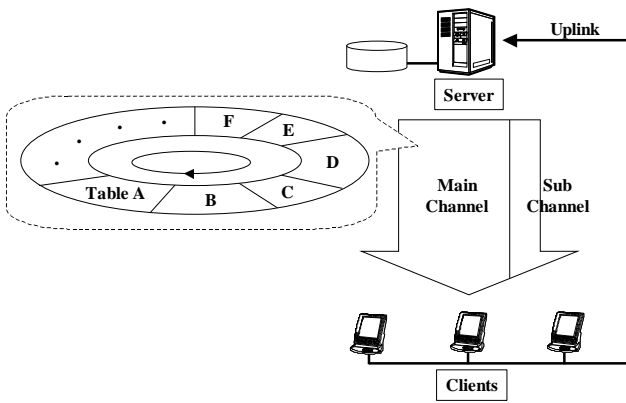 Uplink
Server
F
E
D
C
B
Table A
Main
Channel
Sub
Channel
Clients